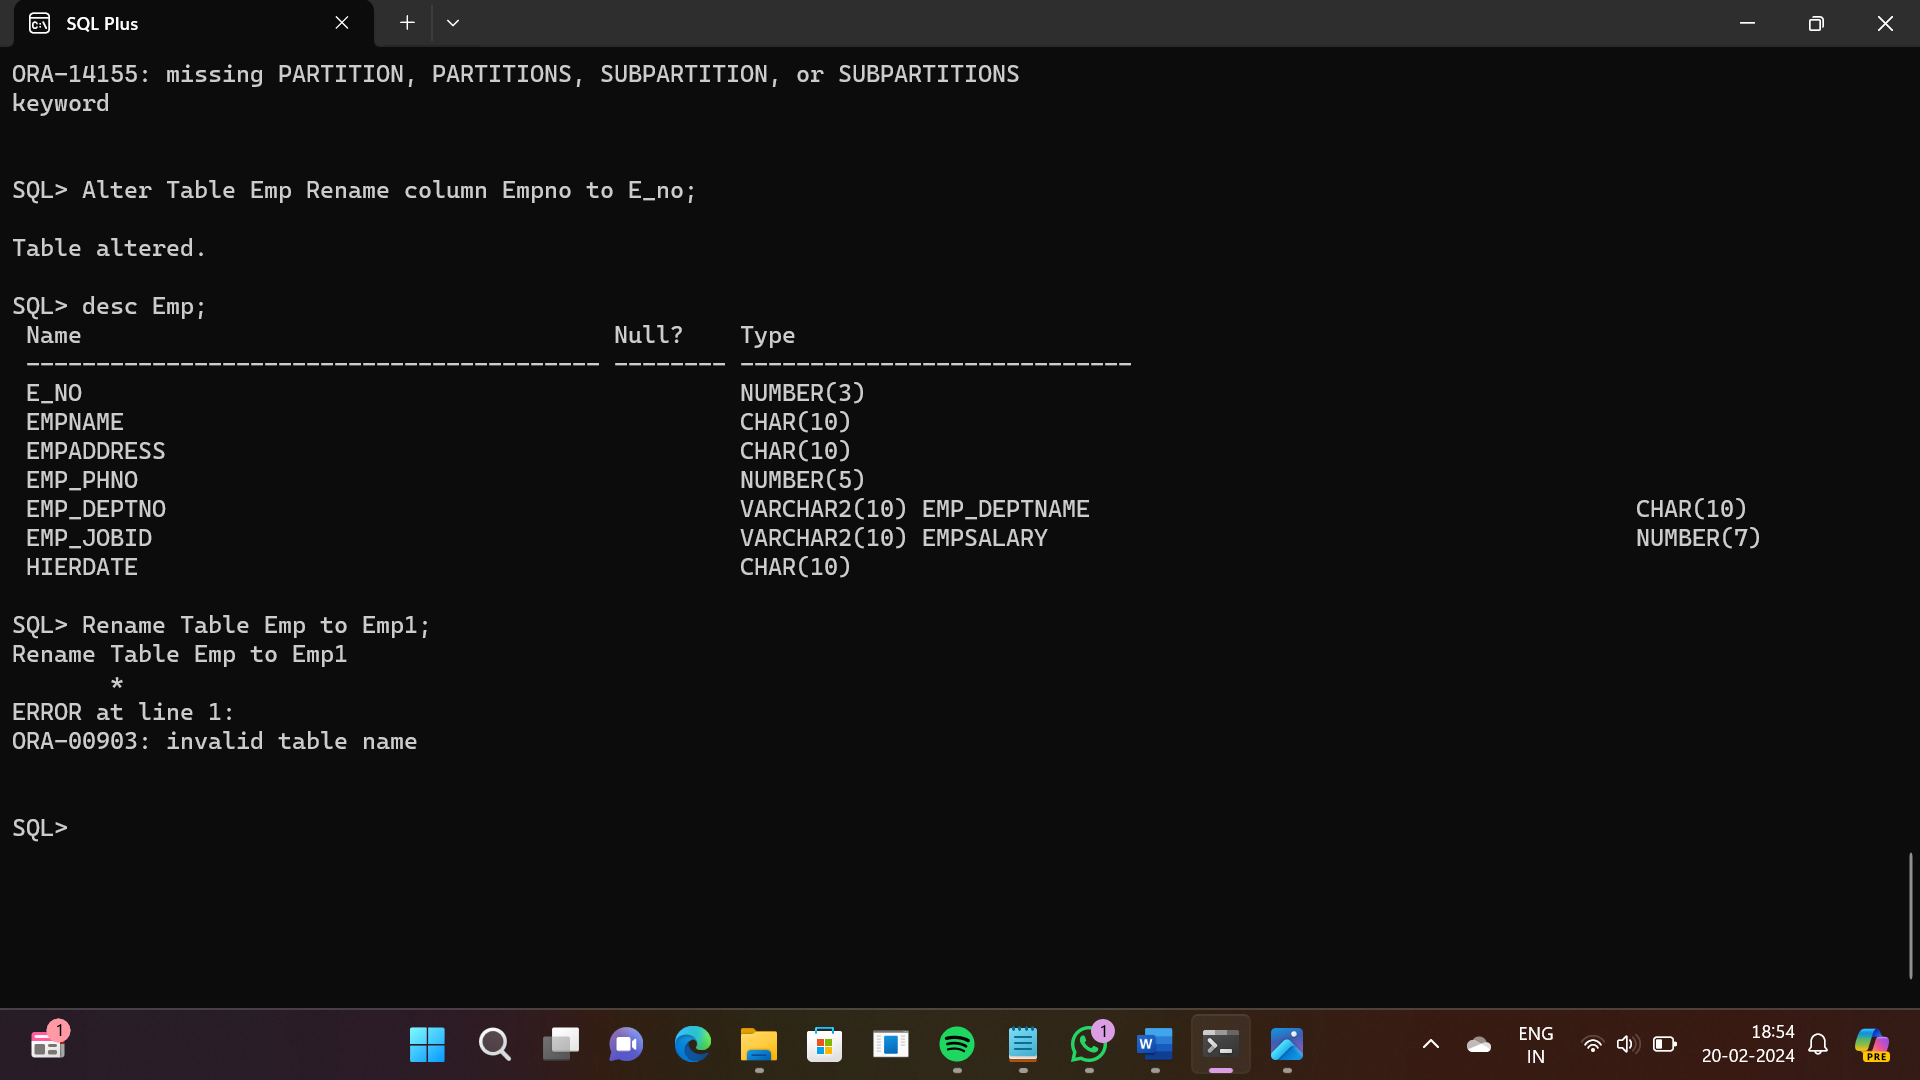 SQL Plus
ORA-14155: missing PARTITION, PARTITIONS, SUBPARTITION, or SUBPARTITIONS
keyword
SQL> Alter Table Emp Rename column Empno to E_no;
Table altered.
SQL> desc Emp;
Name Null? Type
----------------------------------------- -------- ----------------------------
E_NO NUMBER(3)
EMPNAME CHAR(10)
EMPADDRESS CHAR(10)
EMP_PHNO NUMBER(5)
EMP_DEPTNO VARCHAR2(10) EMP_DEPTNAME CHAR(10)
EMP_JOBID VARCHAR2(10) EMPSALARY NUMBER(7)
HIERDATE CHAR(10)
SQL> Rename Table Emp to Emp1;
Rename Table Emp to Emp1
*
ERROR at line 1:
ORA-00903: invalid table name
SQL>
1
1
W
ENG
IN
18:54
20-02-2024
PRE